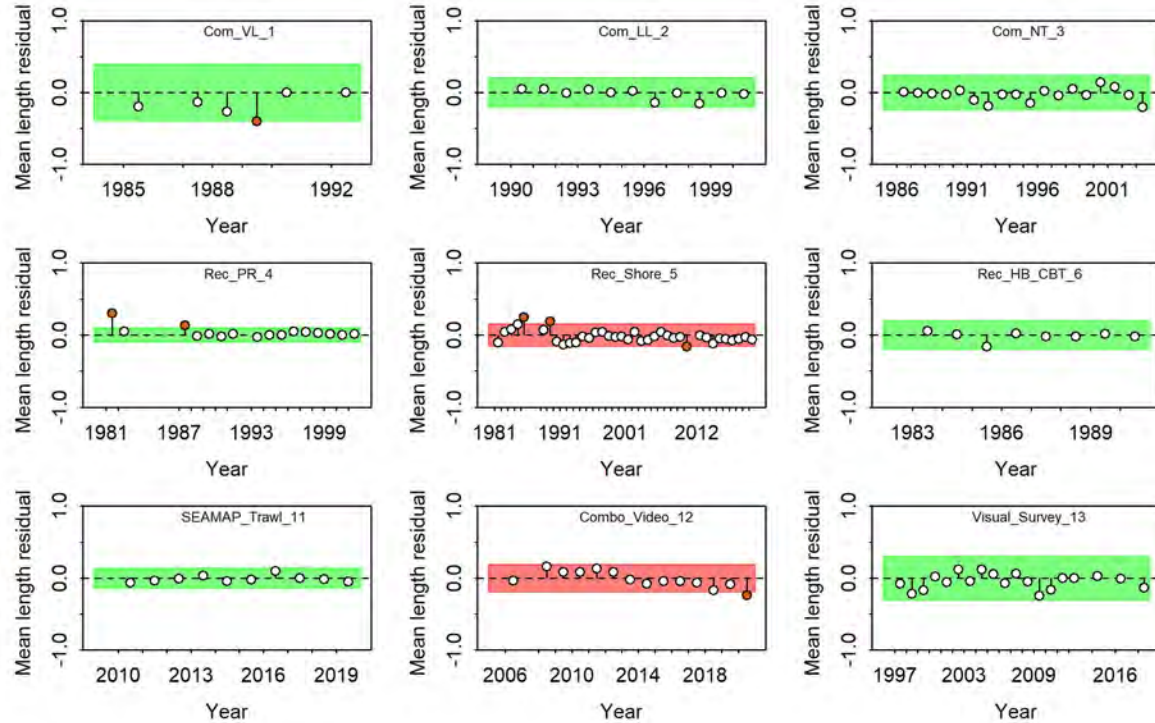 Com_VL_1
Mean length residual
1.0
0.0
-1.0
1985 1988 1992
Year
Com_LL_2
Mean length residual
1.0
0.0
-1.0
1990 1993 1996 1999
Year
Com_NT_3
Mean length residual
1.0
0.0
-1.0
1986 1991 1996 2001
Year
Rec_PR_4
Mean length residual
1.0
0.0
-1.0
1981 1987 1993 1999
Year
Rec_Shore_5
Mean length residual
1.0
0.0
-1.0
1981 1991 2001 2012
Year
Rec_HB_CBT_6
Mean length residual
1.0
0.0
-1.0
1983 1986 1989
Year
SEAMAP_Trawl_11
Mean length residual
1.0
0.0
-1.0
2010 2013 2016 2019
Year
Combo_Video_12
Mean length residual
1.0
0.0
-1.0
2006 2010 2014 2018
Year
Visual_Survey_13
Mean length residual
1.0
0.0
-1.0
1997 2003 2009 2016
Year